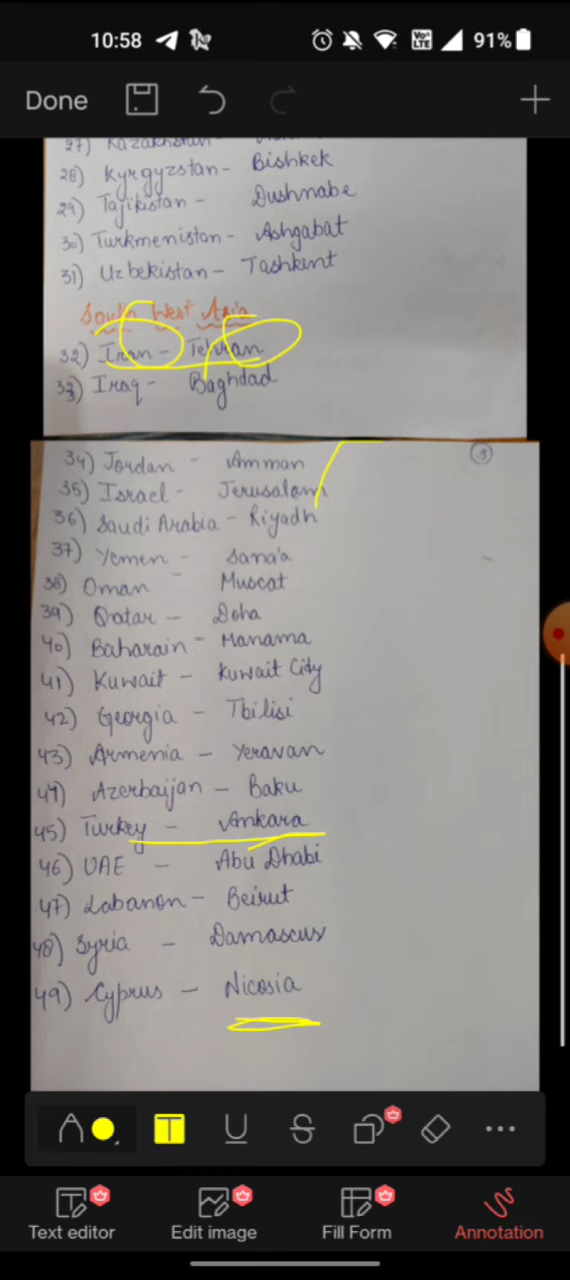 10:58
91%
Done
27) Kazakhstan -
28) Kyrgyzstan - Bishkek
29) Tajikistan - Dushnabe
30) Turkmenistan - Ashgabat
31) Uzbekistan - Tashkent
South West Asia
32) Iran - Tehran
33) Iraq - Baghdad
3
34) Jordan - Amman
35) Israel - Jerusalam
36) Saudi Arabia - Riyadh
37) Yemen - Sana'a
38) Oman - Muscat
39) Qatar - Doha
40) Baharain - Manama
41) Kuwait - Kuwait City
42) Georgia - Tbilisi
43) Armenia - Yeravan
44) Azerbaijan - Baku
45) Turkey - Ankara
46) UAE - Abu Dhabi
47) Labanon - Beirut
48) Syria - Damascus
49) Cyprus - Nicosia
Text editor
Edit image
Fill Form
Annotation